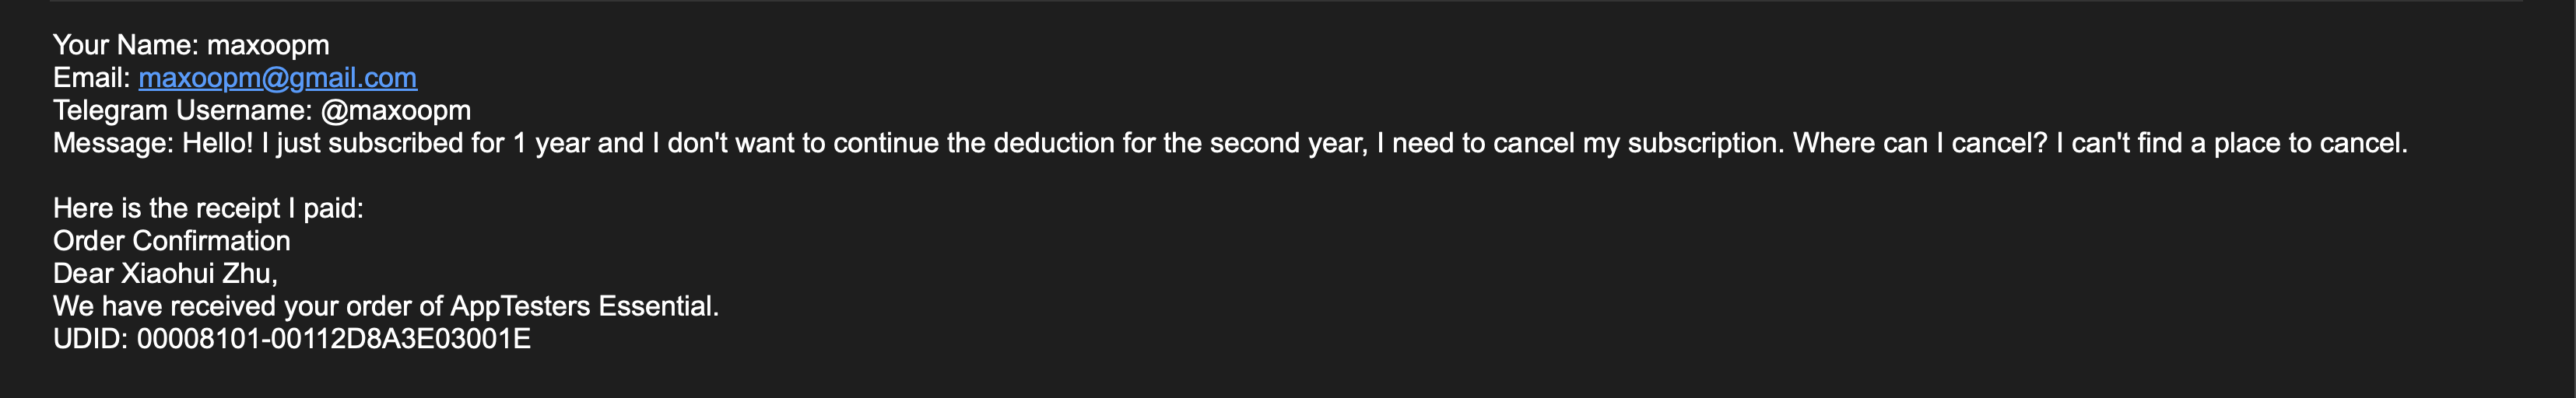 Your Name: maxoopm
Email: maxoopm@gmail.com
Telegram Username: @maxoopm
Message: Hello! I just subscribed for 1 year and I don't want to continue the deduction for the second year, I need to cancel my subscription. Where can I cancel? I can't find a place to cancel.
Here is the receipt I paid:
Order Confirmation
Dear Xiaohui Zhu,
We have received your order of AppTesters Essential.
UDID: 00008101-00112D8A3E03001E